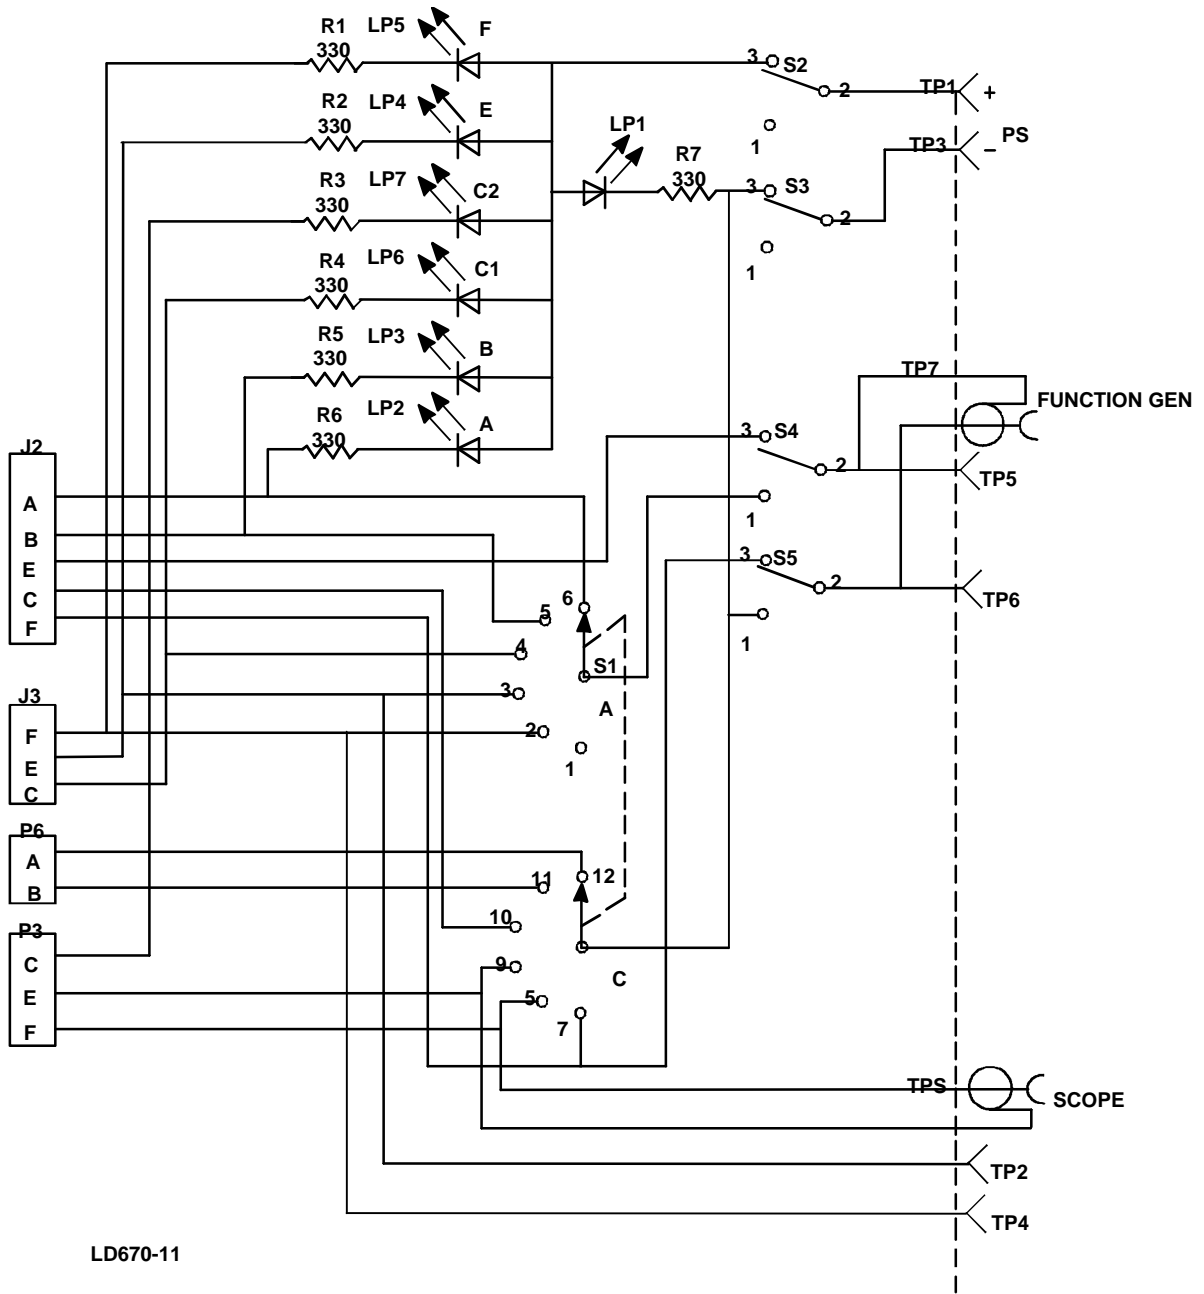 R1 LP5 F
330
3 S2
2 TP1 +
R2 LP4 E
330
LP1
1
TP3 – PS
R3 LP7 C2
330
R7
330
3 S3
2
R4 LP6 C1
330
1
R5 LP3 B
330
TP7
FUNCTION GEN
R6 LP2 A
330
3 S4
2
TP5
J2
A
B
E
C
F
1
3 S5
2
TP6
1
6
5
4
S1
3
A
2
1
J3
F
E
C
P6
A
B
12
11
10
P3
C
E
F
9
C
5
7
TPS
SCOPE
TP2
TP4
LD670-11